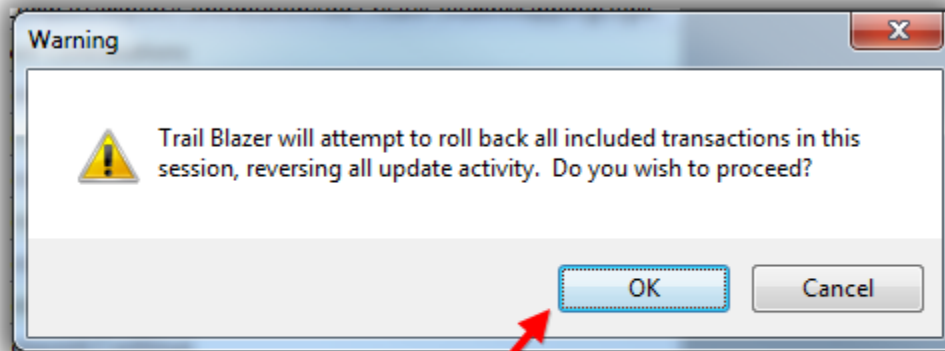 Warning
Trail Blazer will attempt to roll back all included transactions in this
session, reversing all update activity.  Do you wish to proceed?
OK
Cancel